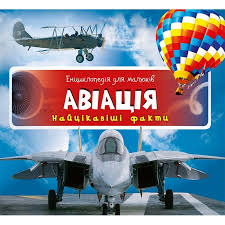 Енциклопедія для малюків
АВІАЦІЯ
Найцікавіші факти